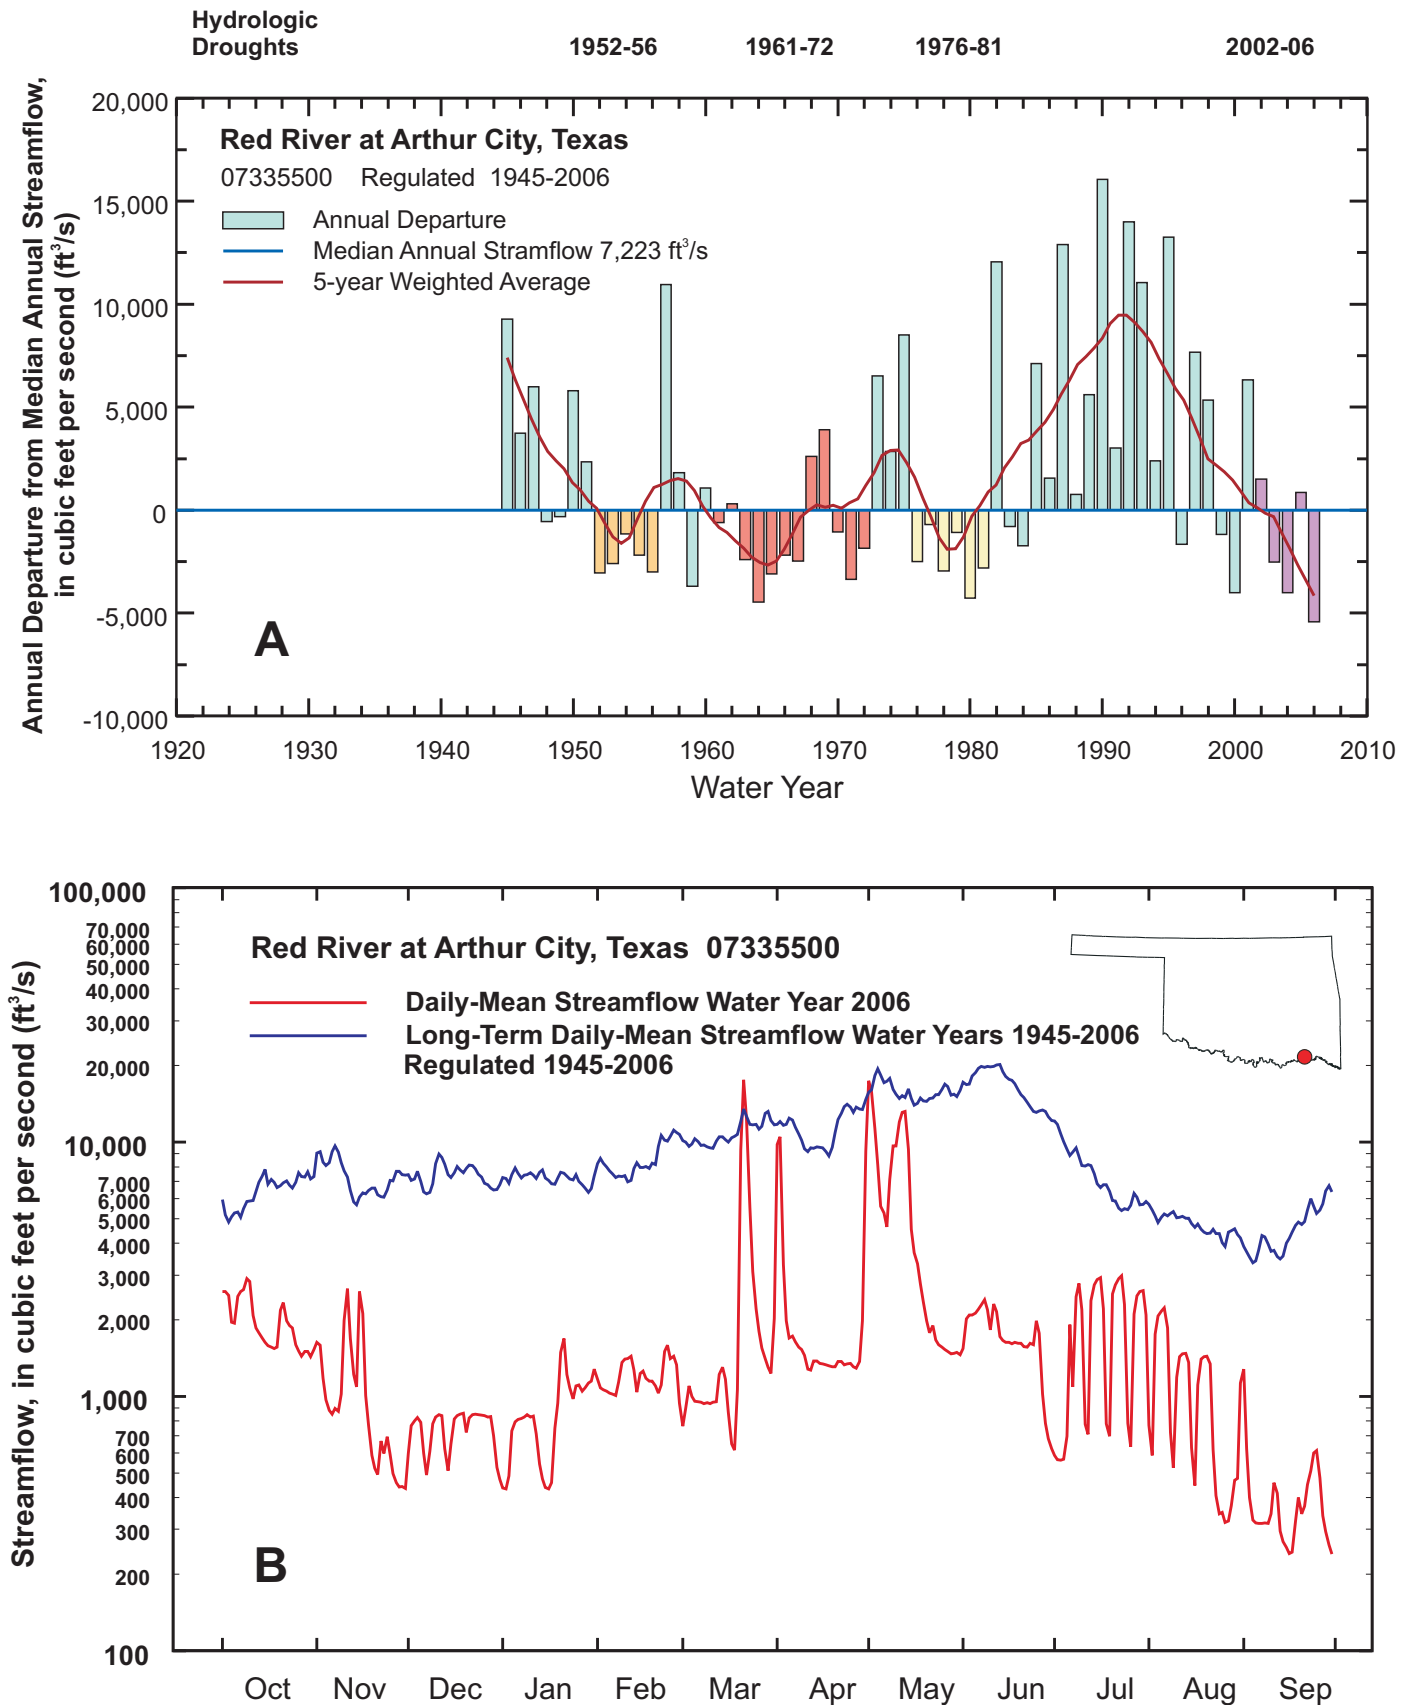 Hydrologic
Droughts 1952-56 1961-72 1976-81 2002-06
Annual Departure from Median Annual Streamflow,
in cubic feet per second (ft³/s)
20,000
15,000
10,000
5,000
0
-5,000
-10,000
Red River at Arthur City, Texas
07335500 Regulated 1945-2006
Annual Departure
Median Annual Stramflow 7,223 ft³/s
5-year Weighted Average
A
1920 1930 1940 1950 1960 1970 1980 1990 2000 2010
Water Year
Streamflow, in cubic feet per second (ft³/s)
100,000
70,000
60,000
50,000
40,000
30,000
20,000
10,000
7,000
6,000
5,000
4,000
3,000
2,000
1,000
700
600
500
400
300
200
100
Red River at Arthur City, Texas 07335500
Daily-Mean Streamflow Water Year 2006
Long-Term Daily-Mean Streamflow Water Years 1945-2006
Regulated 1945-2006
B
Oct Nov Dec Jan Feb Mar Apr May Jun Jul Aug Sep